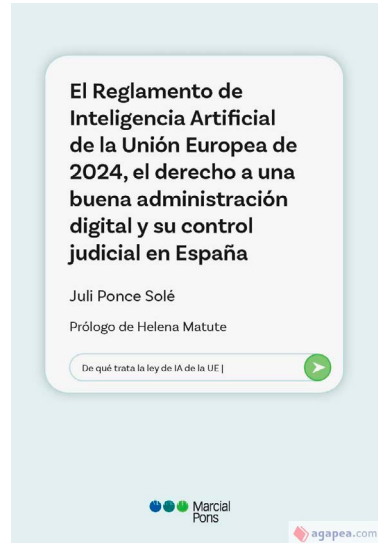 El Reglamento de
Inteligencia Artificial
de la Unión Europea de
2024, el derecho a una
buena administración
digital y su control
judicial en España
Juli Ponce Solé
Prólogo de Helena Matute
De qué trata la ley de IA de la UE |
Marcial
Pons
agapea.com